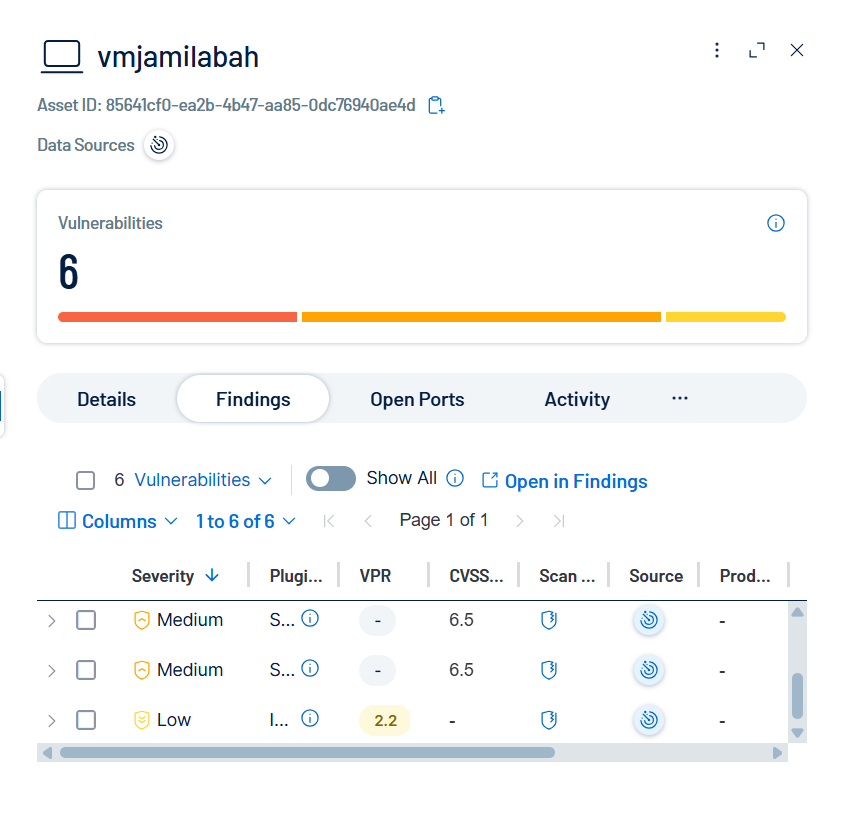 vmjamilabah
Asset ID: 85641cf0-ea2b-4b47-aa85-0dc76940ae4d
Data Sources
Vulnerabilities
6
Details Findings Open Ports Activity ...
6 Vulnerabilities Show All Open in Findings
Columns 1 to 6 of 6 Page 1 of 1
Severity Plugi... VPR CVSS... Scan ... Source Prod...
Medium S... - 6.5 -
Medium S... - 6.5 -
Low I... 2.2 - -